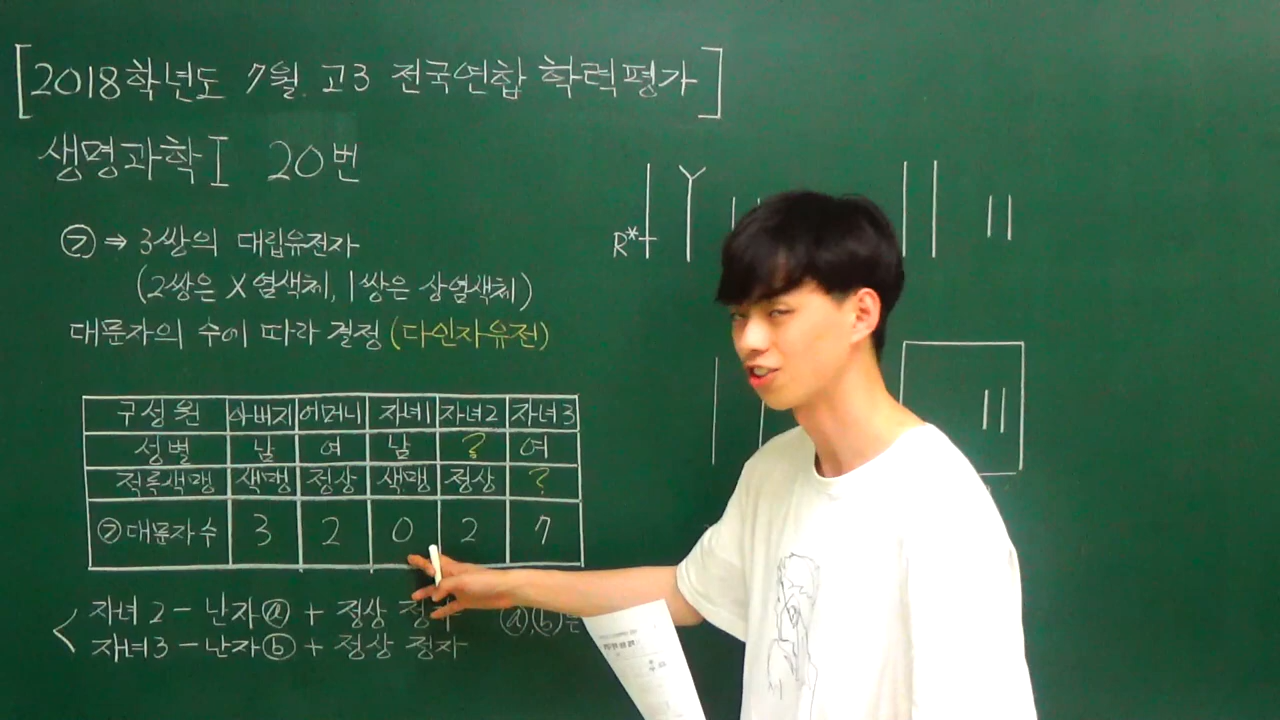 [2018학년도 7월 고3 전국연합 학력평가]
생명과학I 20번
㉠ ⇒ 3쌍의 대립유전자
(2쌍은 X염색체, 1쌍은 상염색체)
대문자의 수에 따라 결정 (다인자유전)
구성원 아버지 어머니 자녀1 자녀2 자녀3
성별 남 여 남 ? 여
적록색맹 색맹 정상 색맹 정상 ?
㉠대문자수 3 2 0 2 7
자녀 2 - 난자ⓐ + 정상 정
자녀3 - 난자ⓑ + 정상 정자
ⓐ,ⓑ는
R*